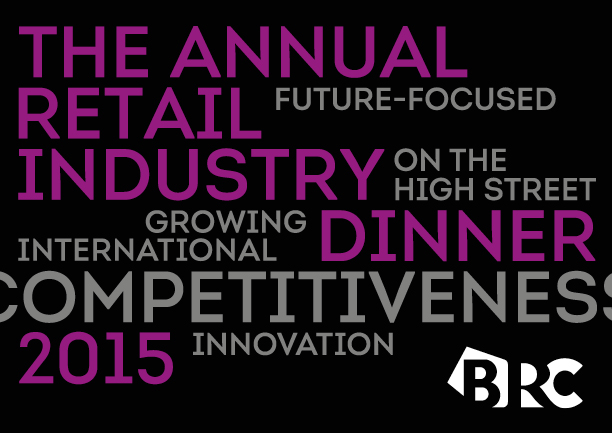 THE ANNUAL
RETAIL
FUTURE-FOCUSED
INDUSTRY
ON THE
HIGH STREET
GROWING
INTERNATIONAL
DINNER
COMPETITIVENESS
2015
INNOVATION
BRC